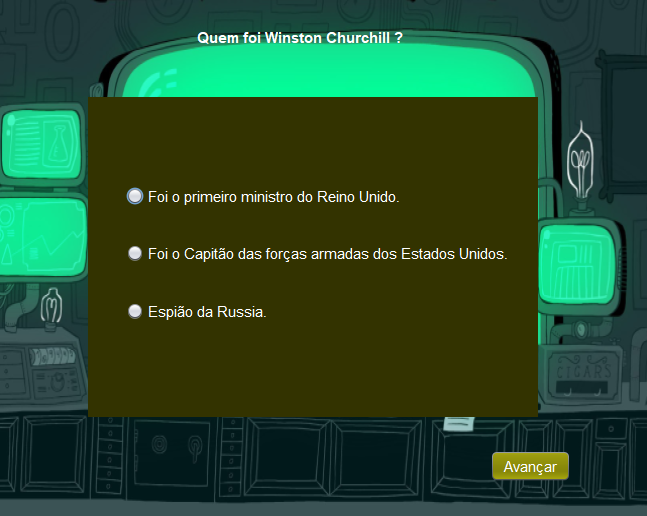 Quem foi Winston Churchill ?
Foi o primeiro ministro do Reino Unido.
Foi o Capitão das forças armadas dos Estados Unidos.
Espião da Russia.
CIGARS
Avançar